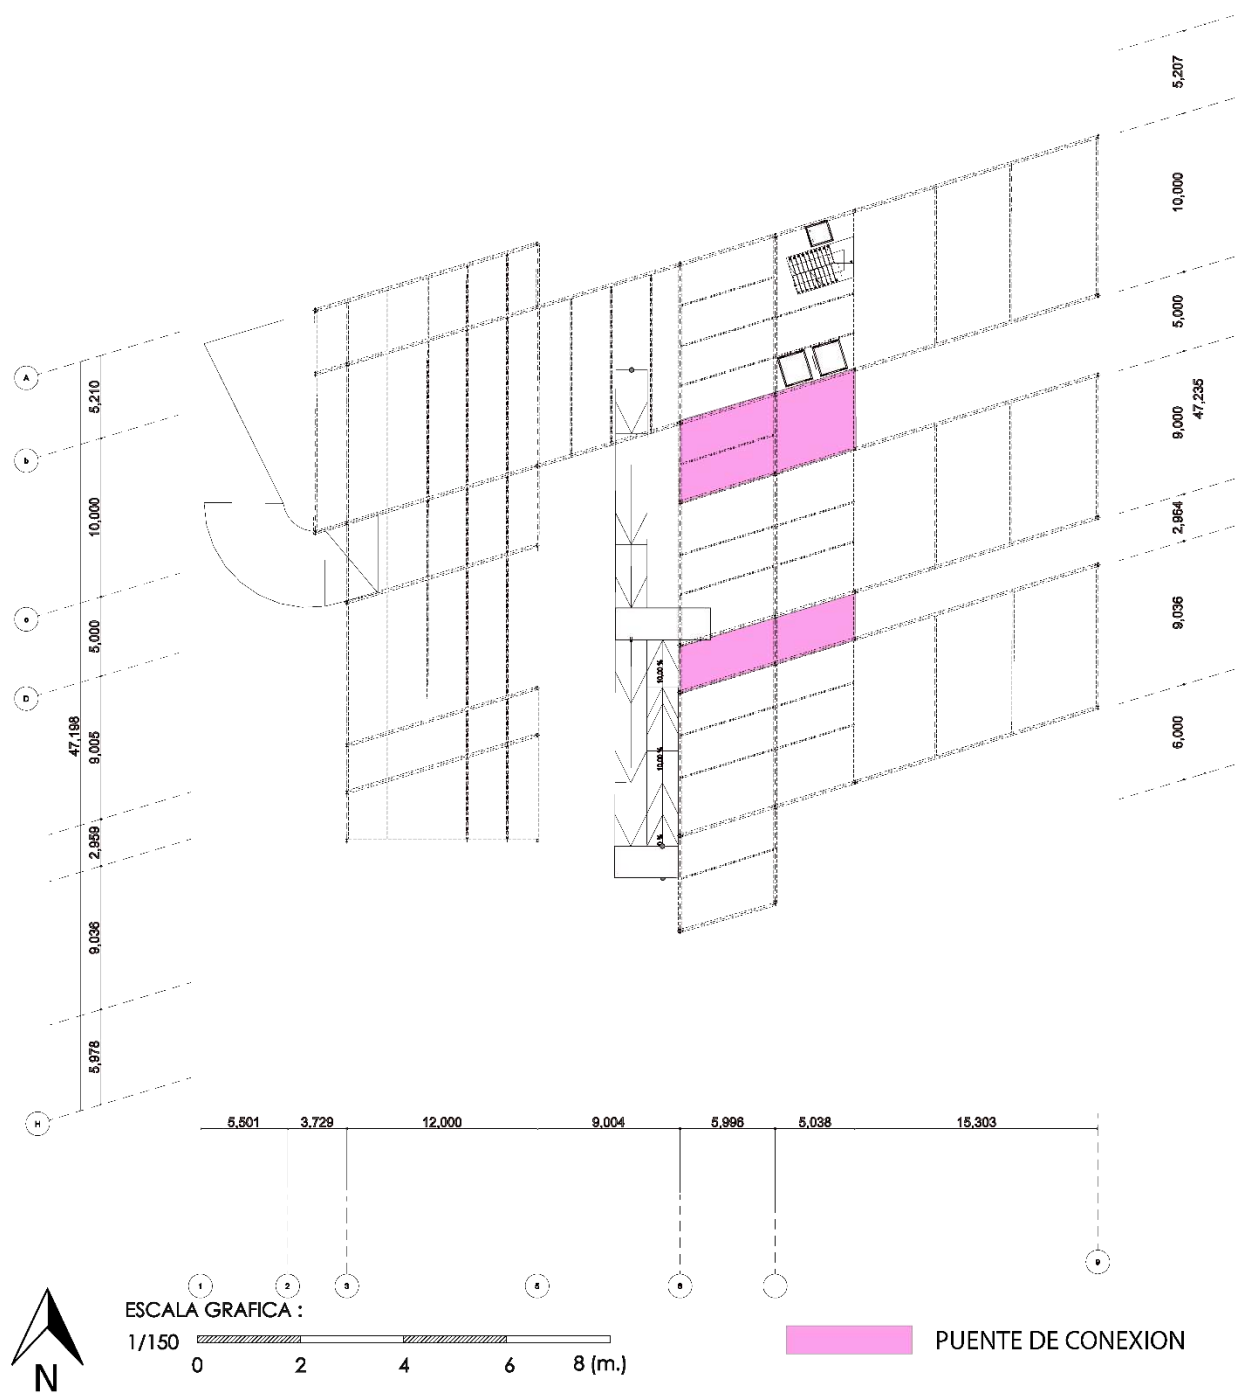 5,207
10,000
5,000
9,000
47,235
2,964
9,036
6,000
A
5,210
b
10,000
c
5,000
D
47,198
9,005
2,959
9,036
5,978
H
10,00 %
10,00 %
0 %
5,501 3,729 12,000 9,004 5,996 5,038 15,303
1 2 3 5 6 9
ESCALA GRAFICA :
1/150
0 2 4 6 8 (m.)
N
PUENTE DE CONEXION